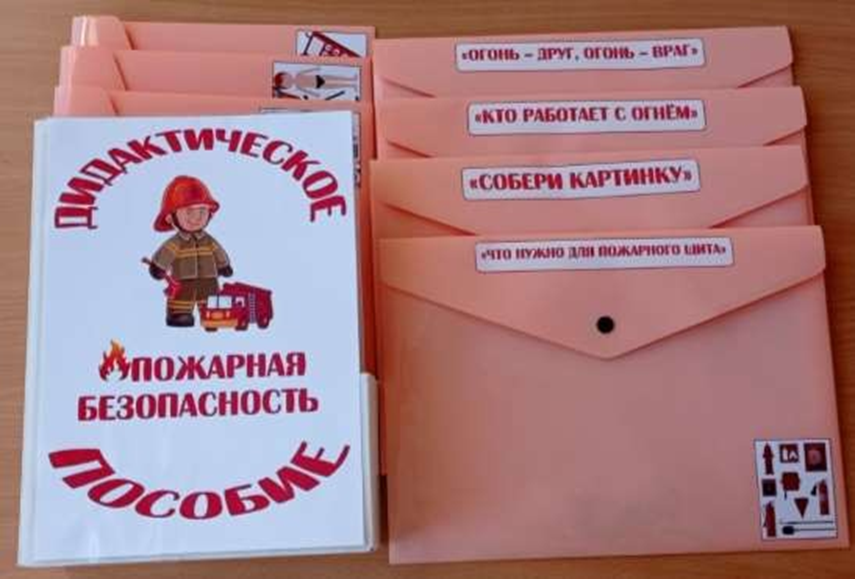 ДИДАКТИЧЕСКОЕ
ПОЖАРНАЯ
БЕЗОПАСНОСТЬ
ПОСОБИЕ
«ОГОНЬ – ДРУГ, ОГОНЬ – ВРАГ»
«КТО РАБОТАЕТ С ОГНЁМ»
«СОБЕРИ КАРТИНКУ»
«ЧТО НУЖНО ДЛЯ ПОЖАРНОГО ЩИТА»